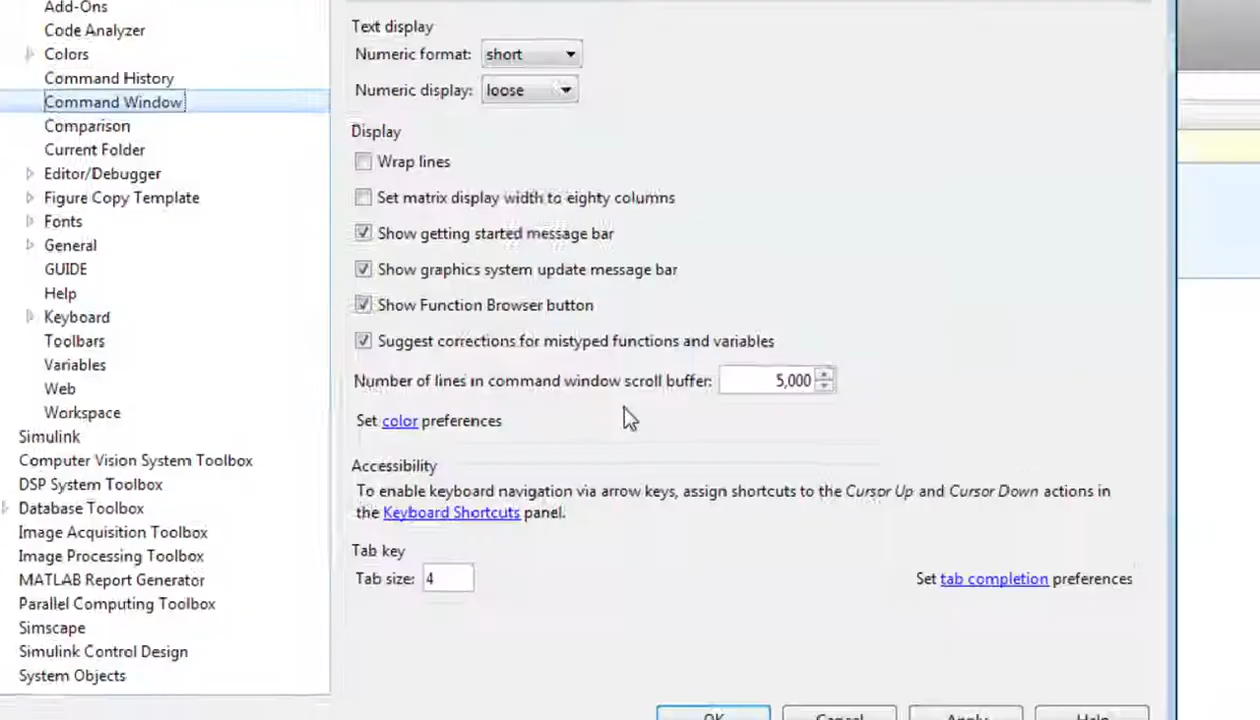 Add-Ons
Code Analyzer
Colors
Command History
Command Window
Comparison
Current Folder
Editor/Debugger
Figure Copy Template
Fonts
General
GUIDE
Help
Keyboard
Toolbars
Variables
Web
Workspace
Simulink
Computer Vision System Toolbox
DSP System Toolbox
Database Toolbox
Image Acquisition Toolbox
Image Processing Toolbox
MATLAB Report Generator
Parallel Computing Toolbox
Simscape
Simulink Control Design
System Objects
Text display
Numeric format: short
Numeric display: loose
Display
Wrap lines
Set matrix display width to eighty columns
Show getting started message bar
Show graphics system update message bar
Show Function Browser button
Suggest corrections for mistyped functions and variables
Number of lines in command window scroll buffer: 5,000
Set color preferences
Accessibility
To enable keyboard navigation via arrow keys, assign shortcuts to the Cursor Up and Cursor Down actions in
the Keyboard Shortcuts panel.
Tab key
Tab size: 4 Set tab completion preferences
OK Cancel Apply Help